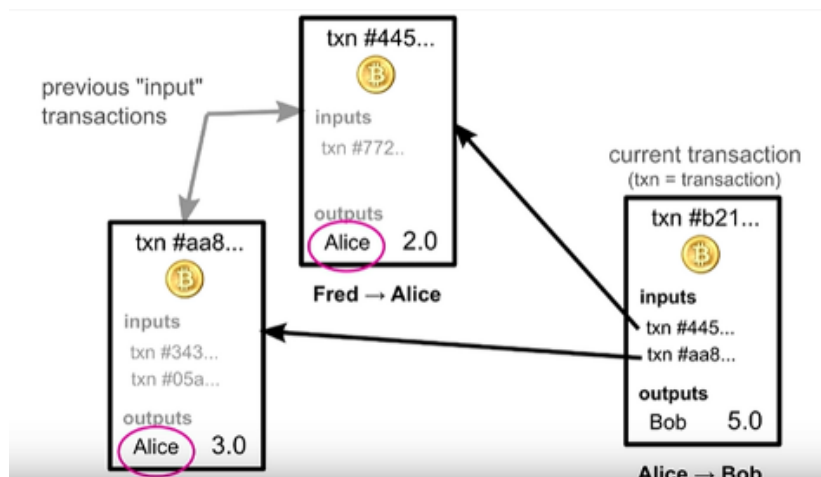 previous "input"
transactions
txn #445...
inputs
txn #772..
outputs
Alice 2.0
Fred → Alice
txn #aa8...
inputs
txn #343...
txn #05a...
outputs
Alice 3.0
current transaction
(txn = transaction)
txn #b21...
inputs
txn #445...
txn #aa8...
outputs
Bob 5.0
Alice → Bob